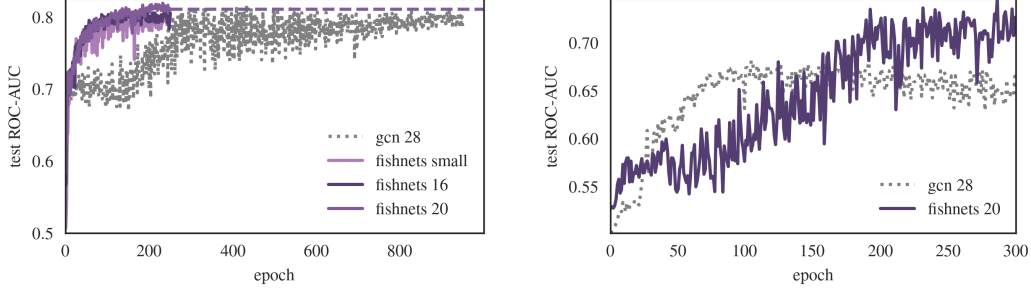 0.8
0.7
0.6
0.5
test ROC-AUC
0 200 400 600 800
epoch
gcn 28
fishnets small
fishnets 16
fishnets 20
0.70
0.65
0.60
0.55
test ROC-AUC
0 50 100 150 200 250 300
epoch
gcn 28
fishnets 20